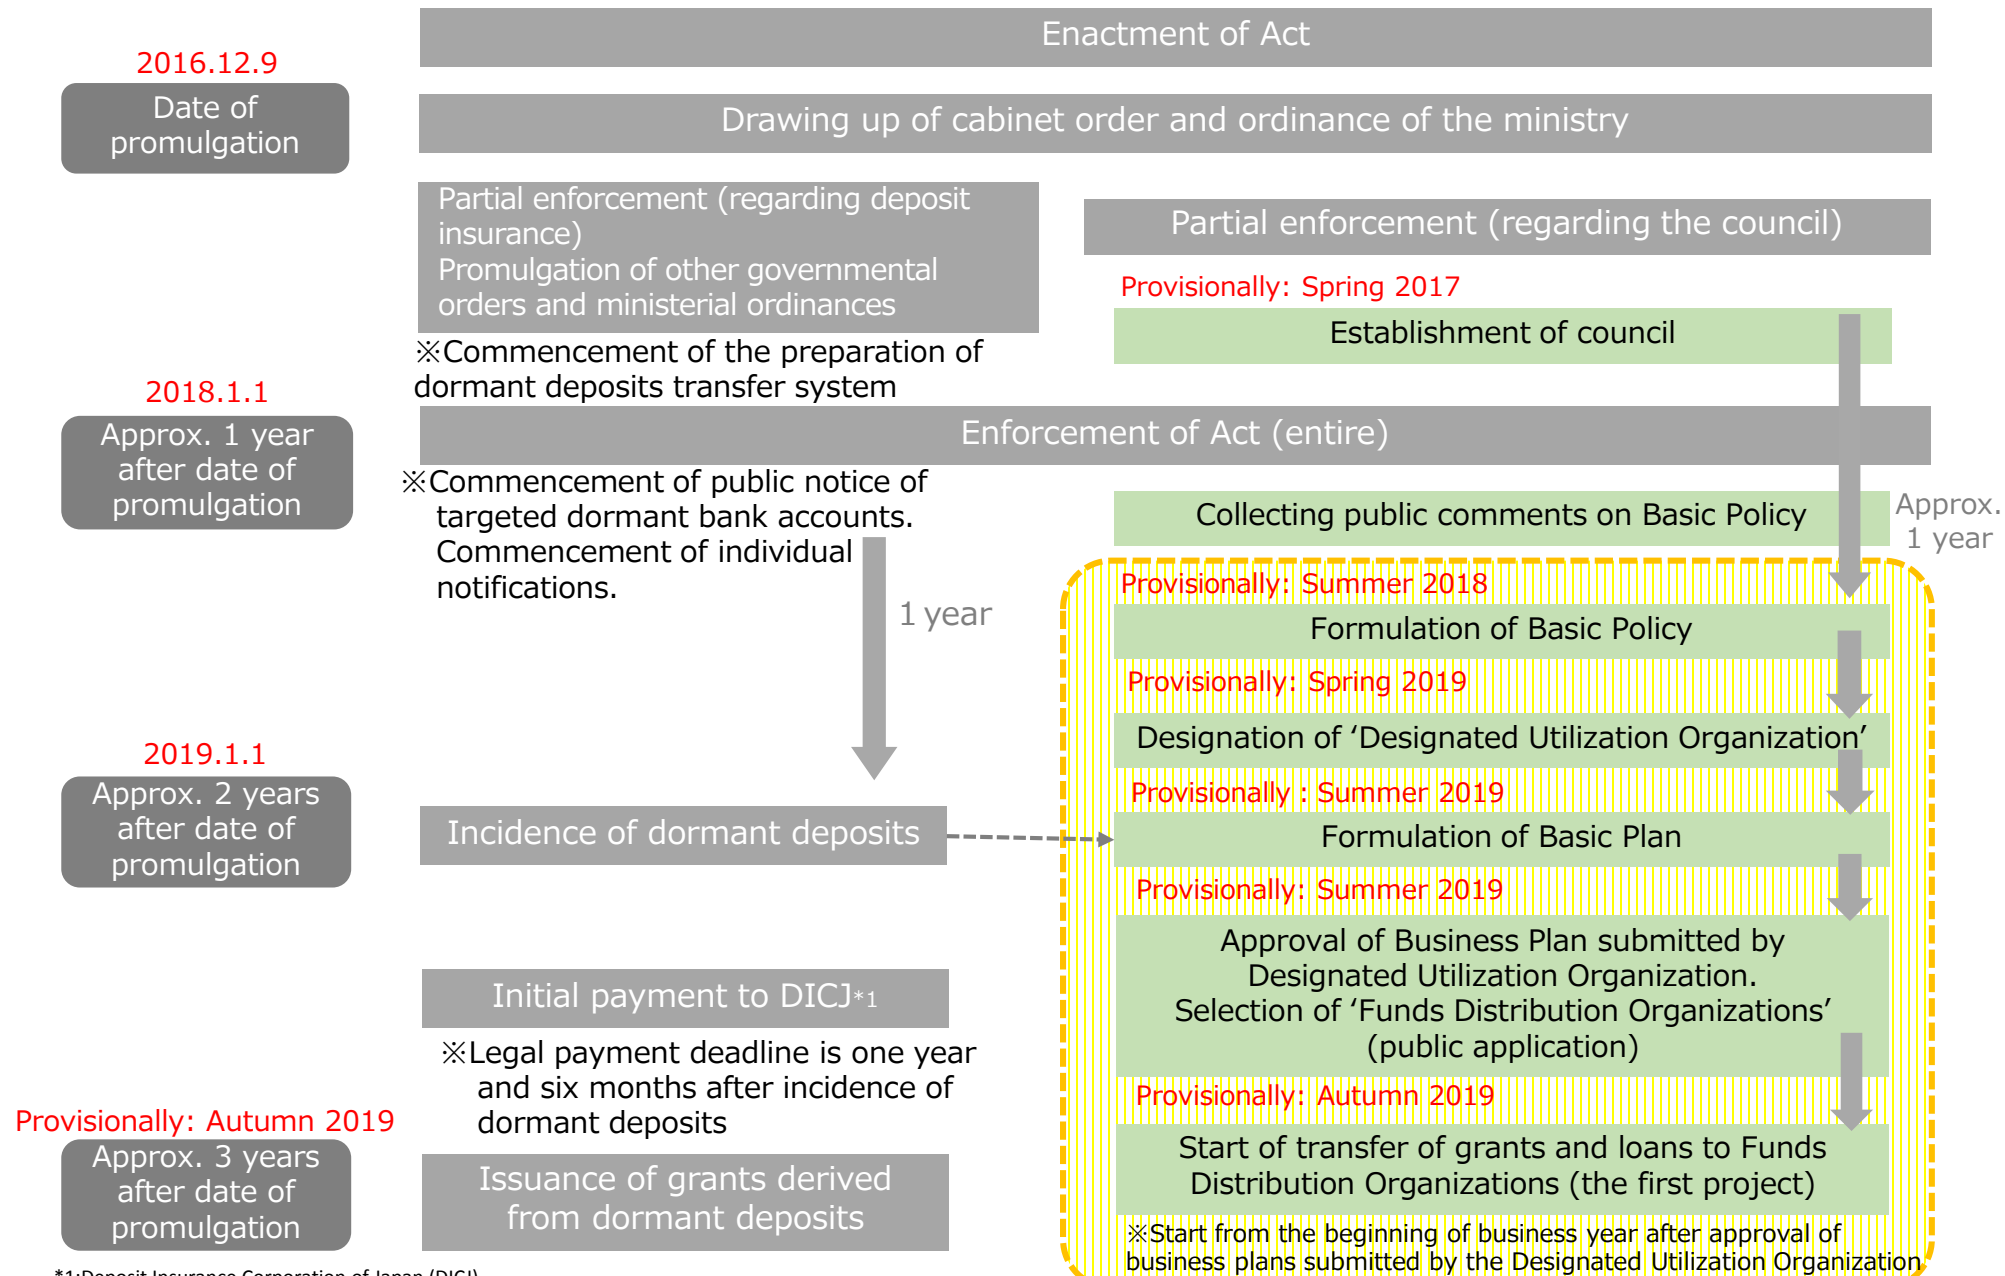 Enactment of Act
2016.12.9
Date of
promulgation
Drawing up of cabinet order and ordinance of the ministry
Partial enforcement (regarding deposit
insurance)
Promulgation of other governmental
orders and ministerial ordinances
※Commencement of the preparation of
dormant deposits transfer system
Partial enforcement (regarding the council)
Provisionally: Spring 2017
Establishment of council
2018.1.1
Approx. 1 year
after date of
promulgation
Enforcement of Act (entire)
※Commencement of public notice of
targeted dormant bank accounts.
Commencement of individual
notifications.
1 year
Collecting public comments on Basic Policy
Approx.
1 year
Provisionally: Summer 2018
Formulation of Basic Policy
Provisionally: Spring 2019
Designation of ‘Designated Utilization Organization’
2019.1.1
Approx. 2 years
after date of
promulgation
Incidence of dormant deposits
Provisionally : Summer 2019
Formulation of Basic Plan
Provisionally: Summer 2019
Approval of Business Plan submitted by
Designated Utilization Organization.
Selection of ‘Funds Distribution Organizations’
(public application)
Initial payment to DICJ*1
※Legal payment deadline is one year
and six months after incidence of
dormant deposits
Provisionally: Autumn 2019
Approx. 3 years
after date of
promulgation
Issuance of grants derived
from dormant deposits
Provisionally: Autumn 2019
Start of transfer of grants and loans to Funds
Distribution Organizations (the first project)
※Start from the beginning of business year after approval of
business plans submitted by the Designated Utilization Organization
*1:Deposit Insurance Corporation of Japan (DICJ)